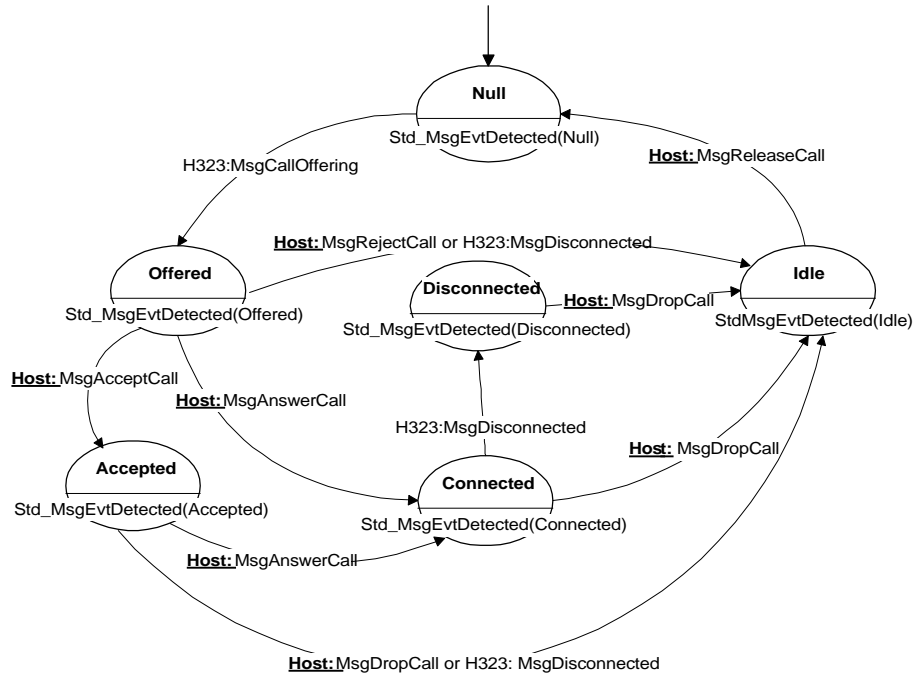 Null
Std_MsgEvtDetected(Null)
Host: MsgReleaseCall
H323:MsgCallOffering
Host: MsgRejectCall or H323:MsgDisconnected
Offered
Std_MsgEvtDetected(Offered)
Disconnected
Std_MsgEvtDetected(Disconnected)
Host: MsgDropCall
Idle
StdMsgEvtDetected(Idle)
Host: MsgAcceptCall
Host: MsgAnswerCall
H323:MsgDisconnected
Host: MsgDropCall
Accepted
Std_MsgEvtDetected(Accepted)
Connected
Std_MsgEvtDetected(Connected)
Host: MsgAnswerCall
Host: MsgDropCall or H323: MsgDisconnected